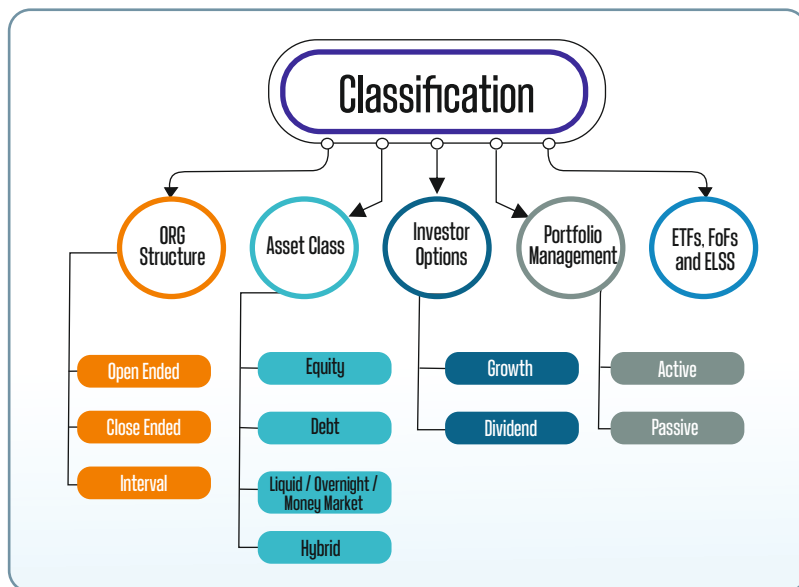 Classification
ORG
Structure
Asset Class
Investor
Options
Portfolio
Management
ETFs, FoFs
and ELSS
Open Ended
Close Ended
Interval
Equity
Debt
Liquid / Overnight /
Money Market
Hybrid
Growth
Dividend
Active
Passive